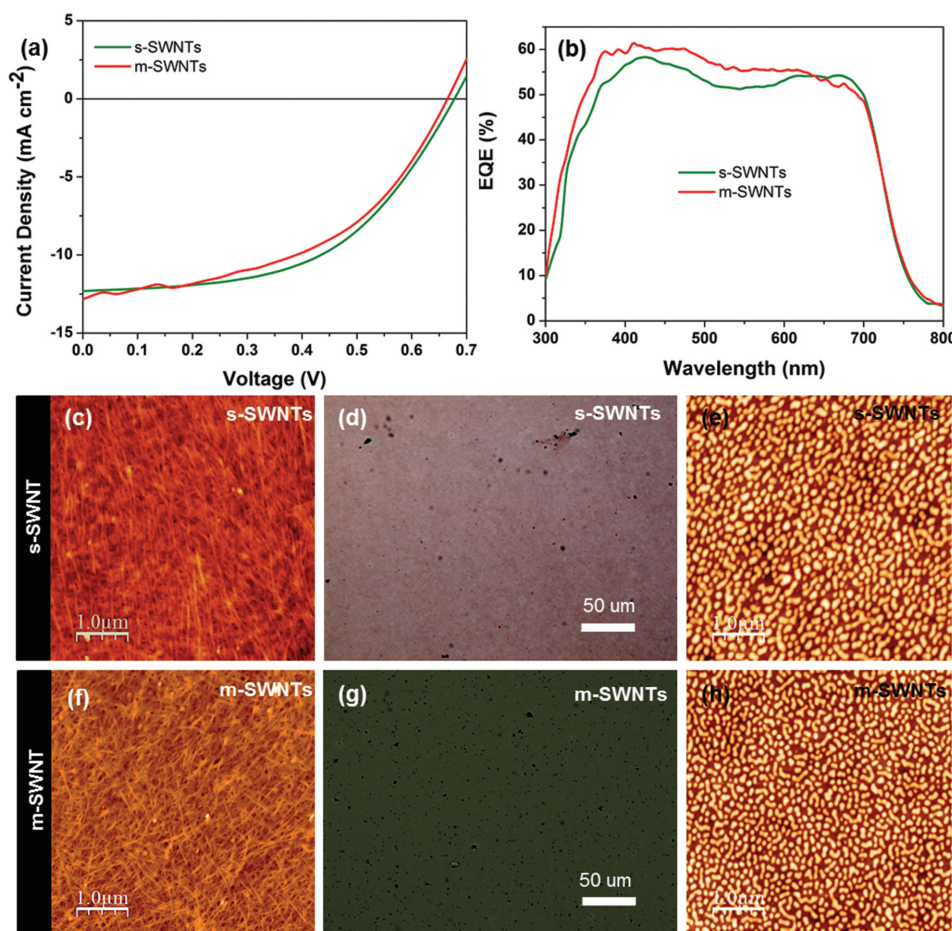 (a)
s-SWNTs
m-SWNTs
5
0
-5
-10
-15
Current Density (mA cm⁻²)
0.0 0.1 0.2 0.3 0.4 0.5 0.6 0.7
Voltage (V)
(b)
60
50
40
30
20
10
0
EQE (%)
s-SWNTs
m-SWNTs
300 400 500 600 700 800
Wavelength (nm)
s-SWNT
(c) s-SWNTs
1.0µm
(d) s-SWNTs
50 um
s-SWNTs (e)
1.0µm
m-SWNT
(f) m-SWNTs
1.0µm
(g) m-SWNTs
50 um
m-SWNTs (h)
1.0µm